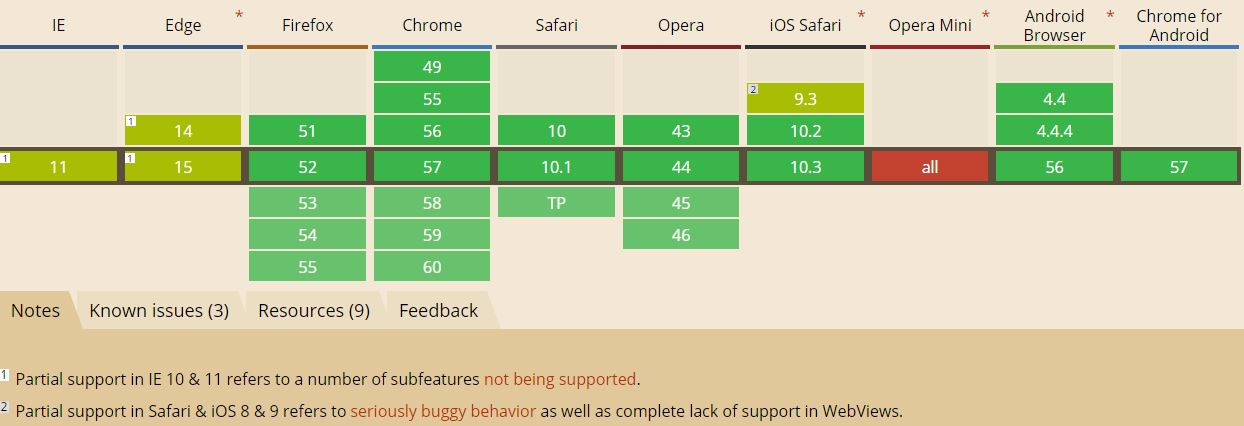 IE Edge * Firefox Chrome Safari Opera iOS Safari * Opera Mini * Android Browser * Chrome for Android
49
55 2 9.3 4.4
1 14 51 56 10 43 10.2 4.4.4
1 11 1 15 52 57 10.1 44 10.3 all 56 57
53 58 TP 45
54 59 46
55 60
Notes Known issues (3) Resources (9) Feedback
1 Partial support in IE 10 & 11 refers to a number of subfeatures not being supported.
2 Partial support in Safari & iOS 8 & 9 refers to seriously buggy behavior as well as complete lack of support in WebViews.